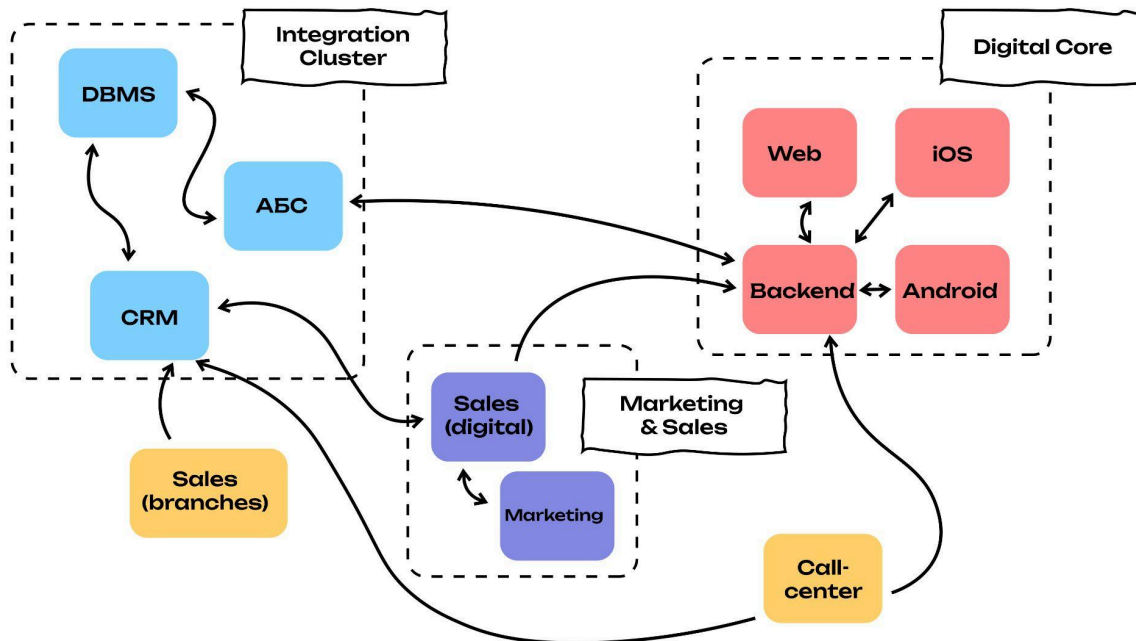 Integration
Cluster
Digital Core
DBMS
АБС
CRM
Web
iOS
Backend
Android
Sales
(digital)
Marketing
Marketing
& Sales
Sales
(branches)
Call-
center